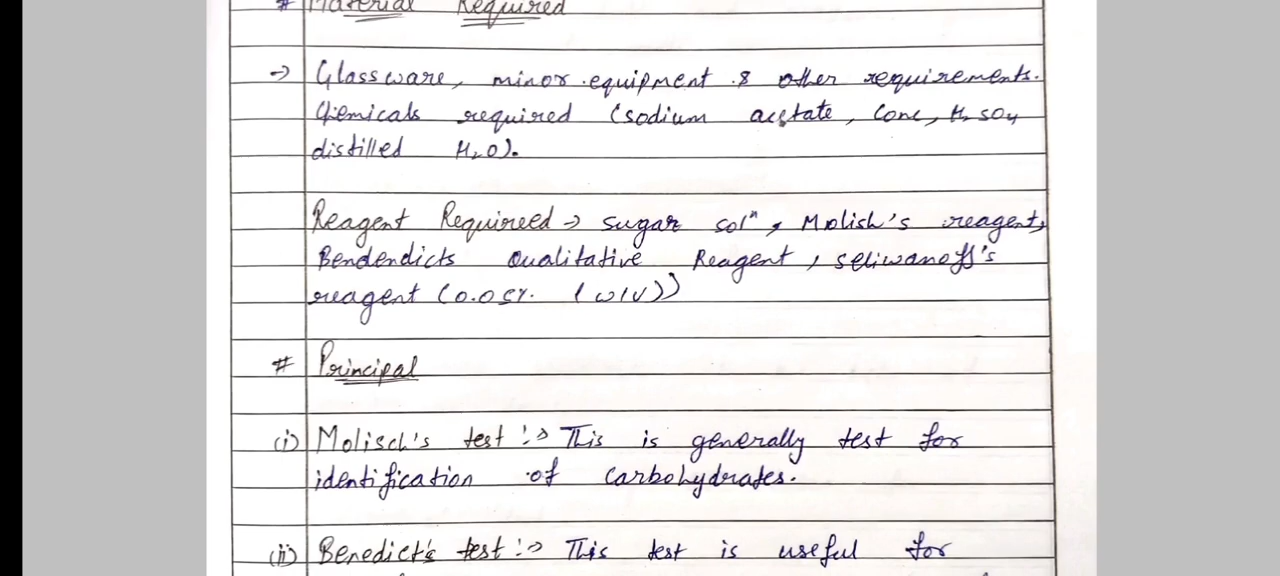 # Material Required
→ Glassware, minor equipment & other requirements.
Chemicals required (sodium acetate, Conc, H₂SO₄
distilled H₂O).
Reagent Requireed → sugar solⁿ, Molish's reagent,
Bendendicts Qualitative Reagent, seliwanoff's
reagent (0.05%. (w/v))
# Principal
(i) Molisch's test :→ This is generally test for
identification of carbohydrates.
(ii) Benedict's test :→ This test is useful for